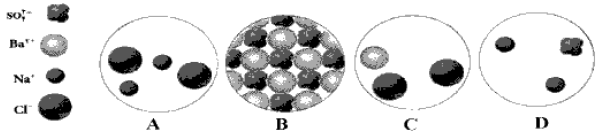 SO₄²⁻
Ba²⁺
Na⁺
Cl⁻
A B C D